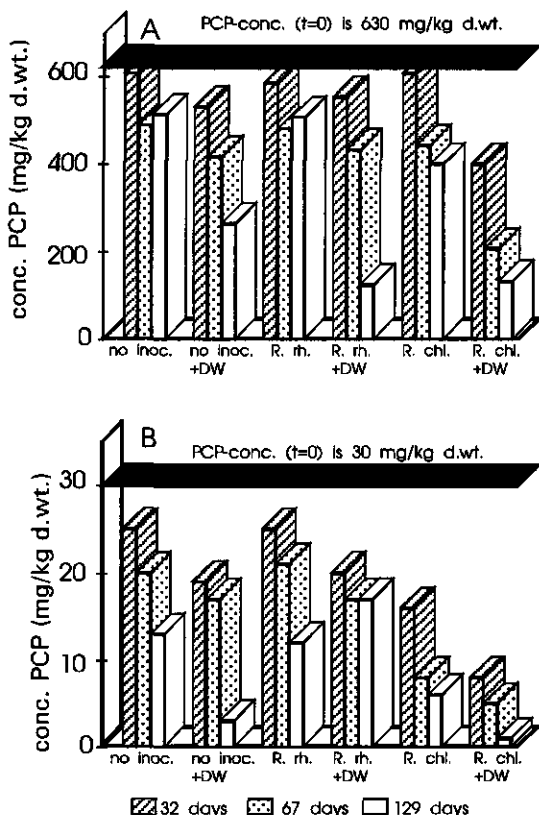 A
PCP-conc. (t=0) is 630 mg/kg d.wt.
conc. PCP (mg/kg d.wt.)
600
400
200
0
no inoc. no inoc. R. rh. R. rh. R. chl. R. chl.
+DW +DW +DW
B
PCP-conc. (t=0) is 30 mg/kg d.wt.
conc. PCP (mg/kg d.wt.)
30
20
10
0
no inoc. no inoc. R. rh. R. rh. R. chl. R. chl.
+DW +DW +DW
32 days 67 days 129 days